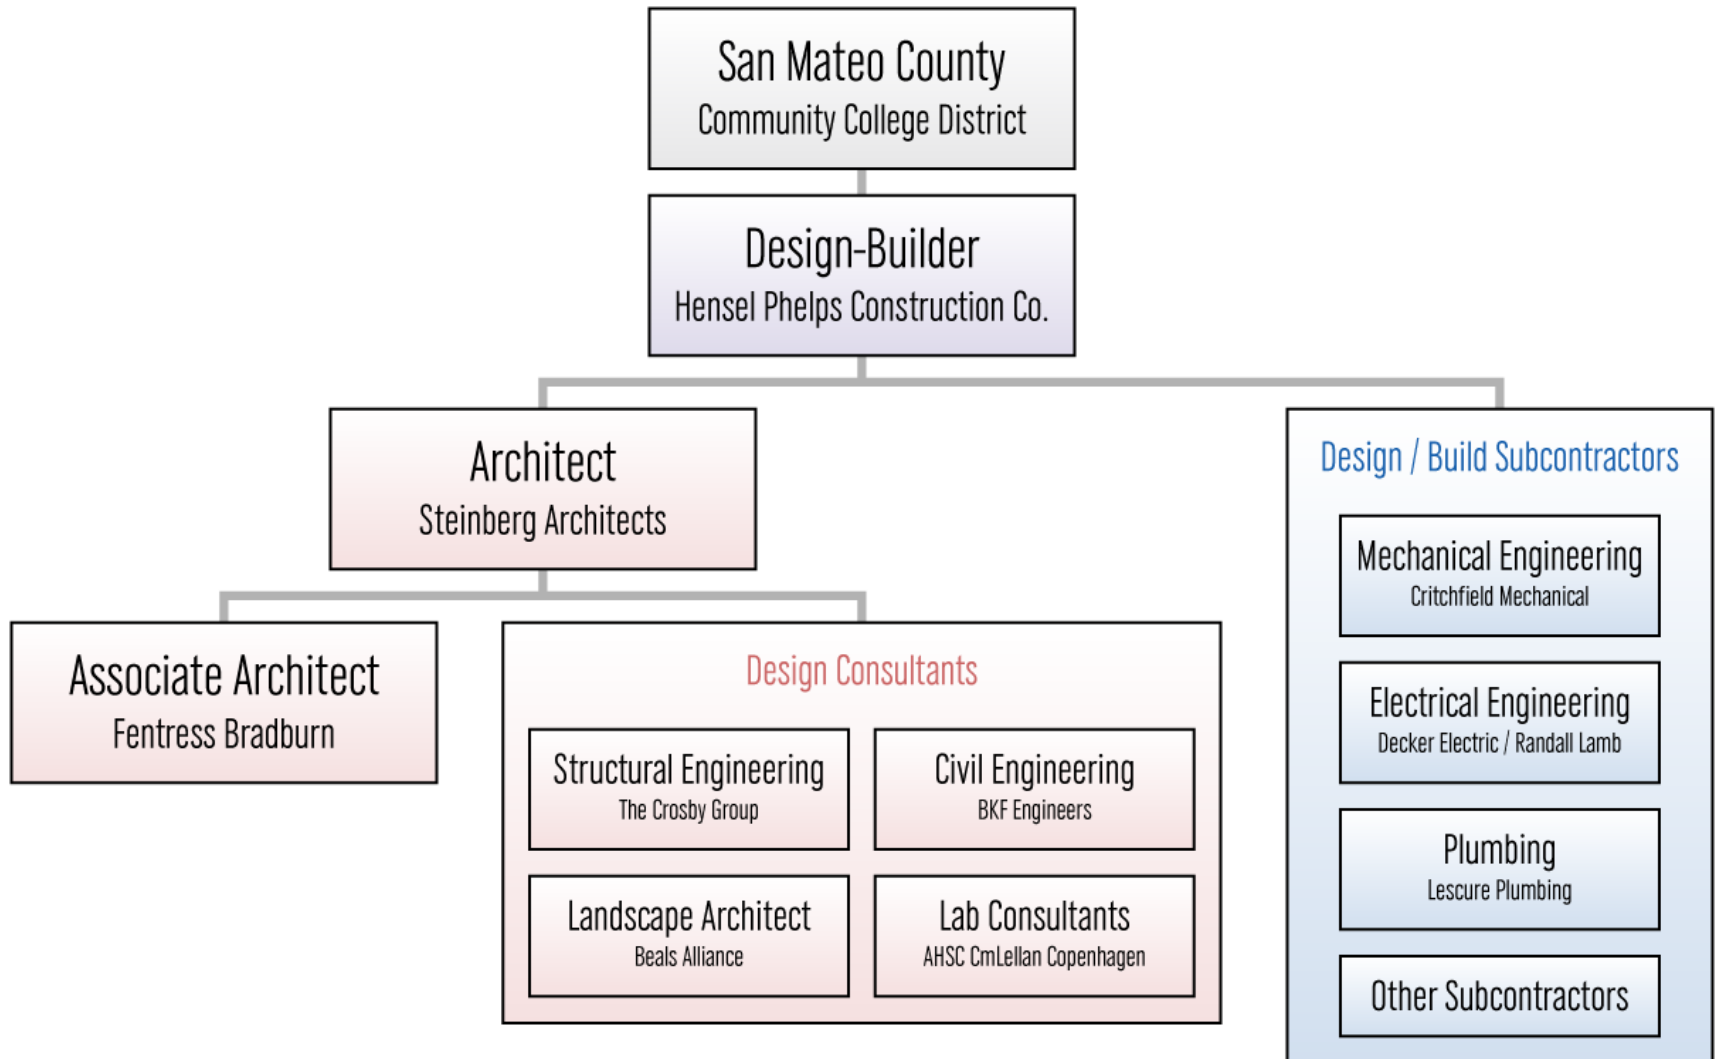 San Mateo County
Community College District
Design-Builder
Hensel Phelps Construction Co.
Architect
Steinberg Architects
Associate Architect
Fentress Bradburn
Design Consultants
Structural Engineering
The Crosby Group
Civil Engineering
BKF Engineers
Landscape Architect
Beals Alliance
Lab Consultants
AHSC CmLellan Copenhagen
Design / Build Subcontractors
Mechanical Engineering
Critchfield Mechanical
Electrical Engineering
Decker Electric / Randall Lamb
Plumbing
Lescure Plumbing
Other Subcontractors